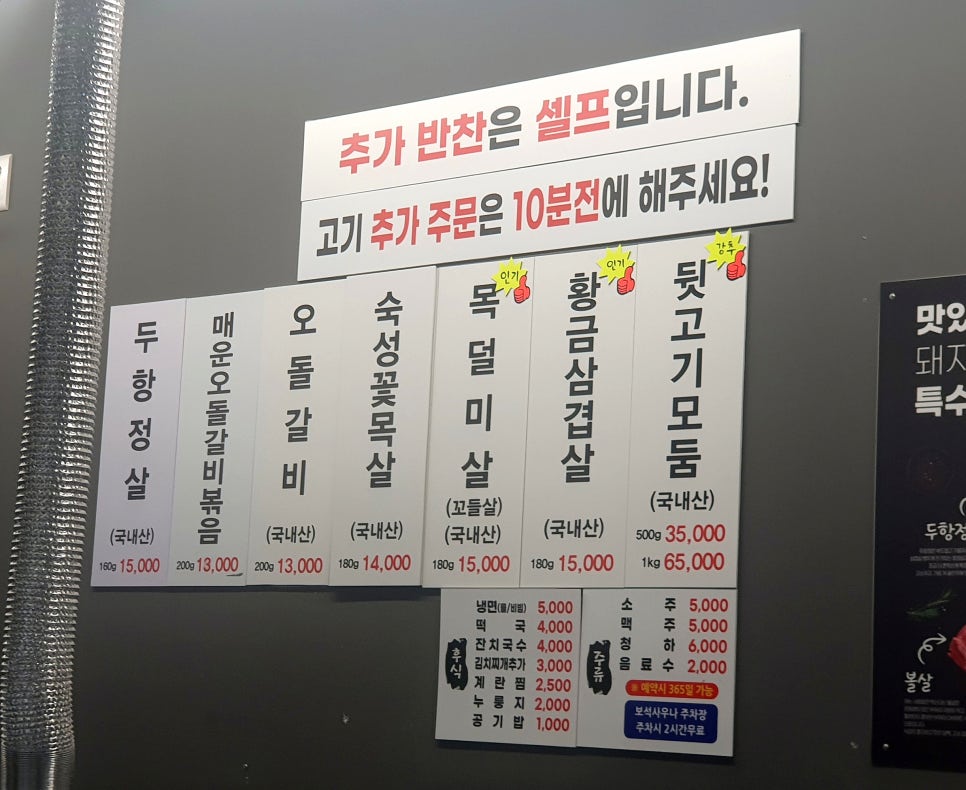 추가 반찬은 셀프입니다.
고기 추가 주문은 10분전에 해주세요!
두항정살
(국내산)
160g 15,000
매운오돌갈비볶음
200g 13,000
오돌갈비
(국내산)
200g 13,000
숙성꽃목살
(국내산)
180g 14,000
인기
목덜미살
(꼬들살)
(국내산)
180g 15,000
인기
황금삼겹살
(국내산)
180g 15,000
강추
뒷고기모둠
(국내산)
500g 35,000
1kg 65,000
후식
냉면(물/비빔) 5,000
떡국 4,000
잔치국수 4,000
김치찌개추가 3,000
계란찜 2,500
누룽지 2,000
공기밥 1,000
주류
소주 5,000
맥주 5,000
청하 6,000
음료수 2,000
※ 예약시 365일 가능
보석사우나 주차장
주차시 2시간무료
맛있
돼지
특수
두항정
볼살